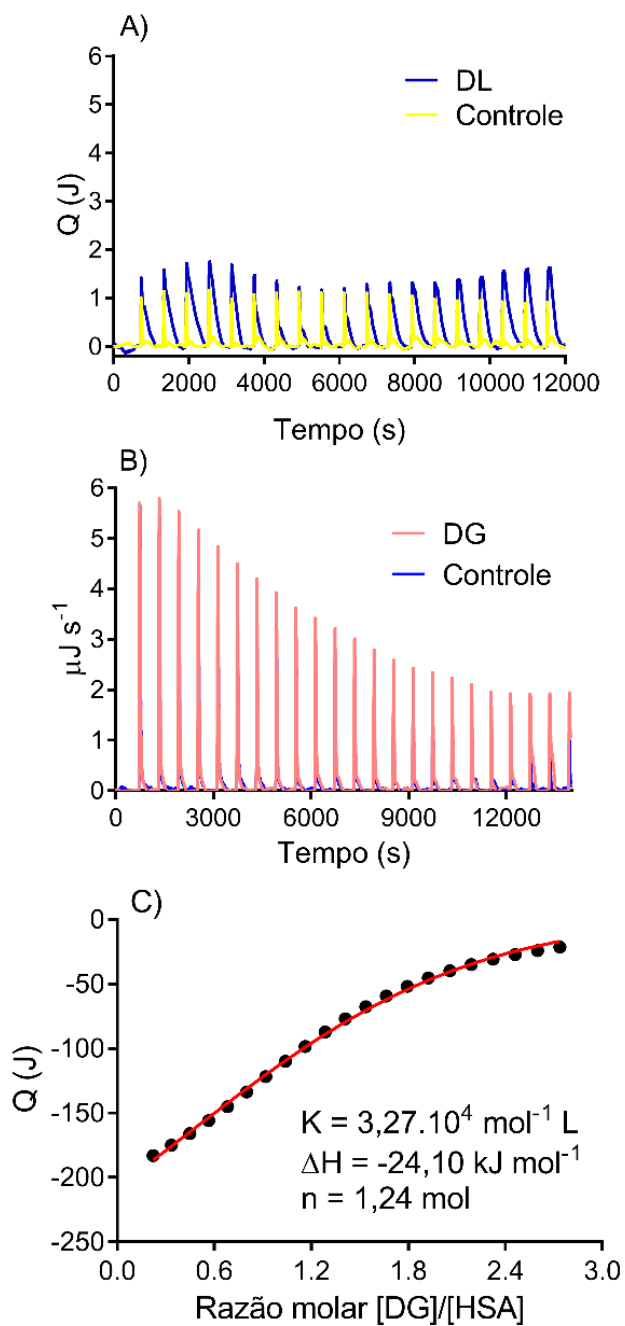 A)
6
5
4
3
2
1
0
Q (J)
DL
Controle
0 2000 4000 6000 8000 10000 12000
Tempo (s)
B)
6
5
4
3
2
1
0
μJ s⁻¹
DG
Controle
0 3000 6000 9000 12000
Tempo (s)
C)
0
-50
-100
-150
-200
-250
Q (J)
K = 3,27.10⁴ mol⁻¹ L
ΔH = -24,10 kJ mol⁻¹
n = 1,24 mol
0.0 0.6 1.2 1.8 2.4 3.0
Razão molar [DG]/[HSA]